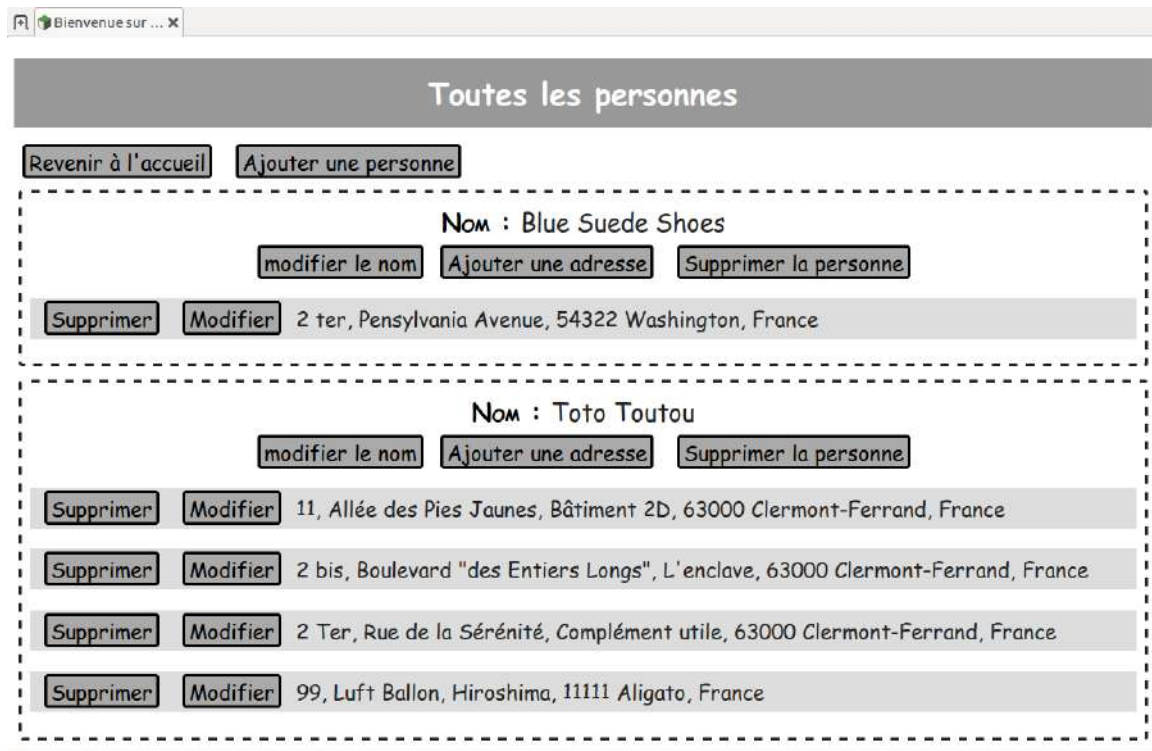 Bienvenue sur ... ✕
Toutes les personnes
Revenir à l'accueil Ajouter une personne
Nom : Blue Suede Shoes
modifier le nom Ajouter une adresse Supprimer la personne
Supprimer Modifier 2 ter, Pensylvania Avenue, 54322 Washington, France
Nom : Toto Toutou
modifier le nom Ajouter une adresse Supprimer la personne
Supprimer Modifier 11, Allée des Pies Jaunes, Bâtiment 2D, 63000 Clermont-Ferrand, France
Supprimer Modifier 2 bis, Boulevard "des Entiers Longs", L'enclave, 63000 Clermont-Ferrand, France
Supprimer Modifier 2 Ter, Rue de la Sérénité, Complément utile, 63000 Clermont-Ferrand, France
Supprimer Modifier 99, Luft Ballon, Hiroshima, 11111 Aligato, France